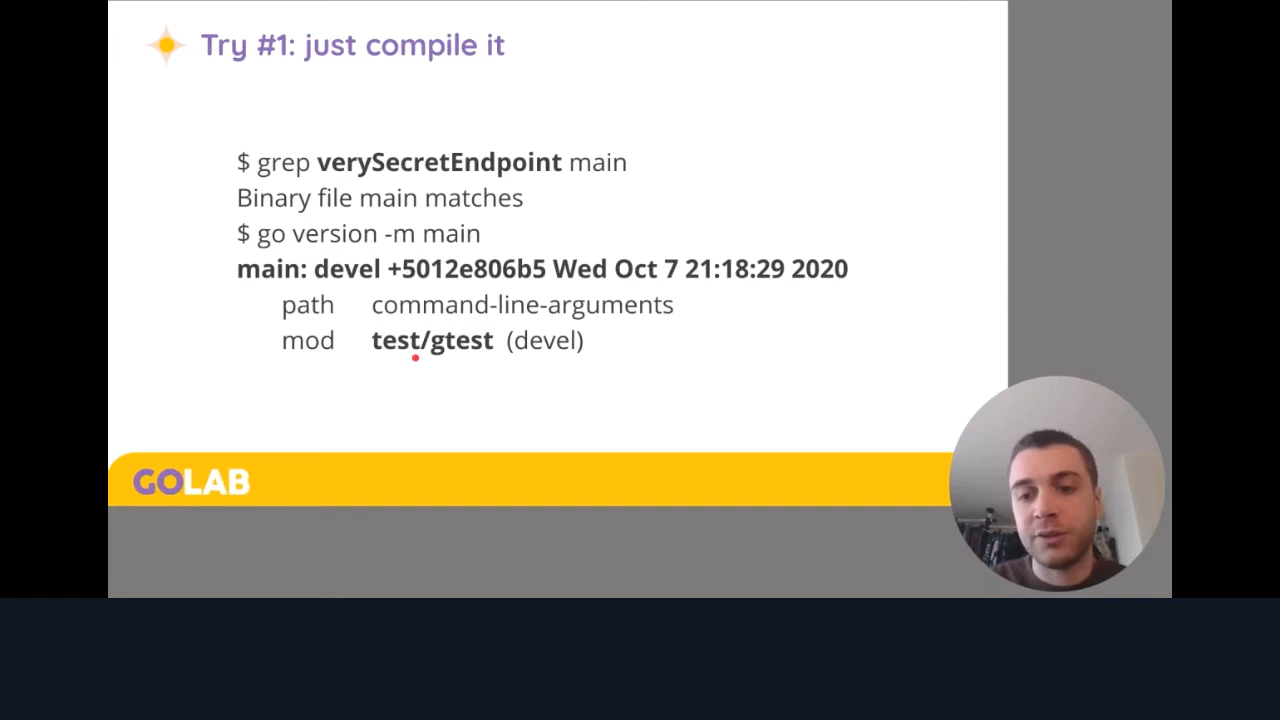 Try #1: just compile it
$ grep verySecretEndpoint main
Binary file main matches
$ go version -m main
main: devel +5012e806b5 Wed Oct 7 21:18:29 2020
path command-line-arguments
mod test/gtest (devel)
GOLAB